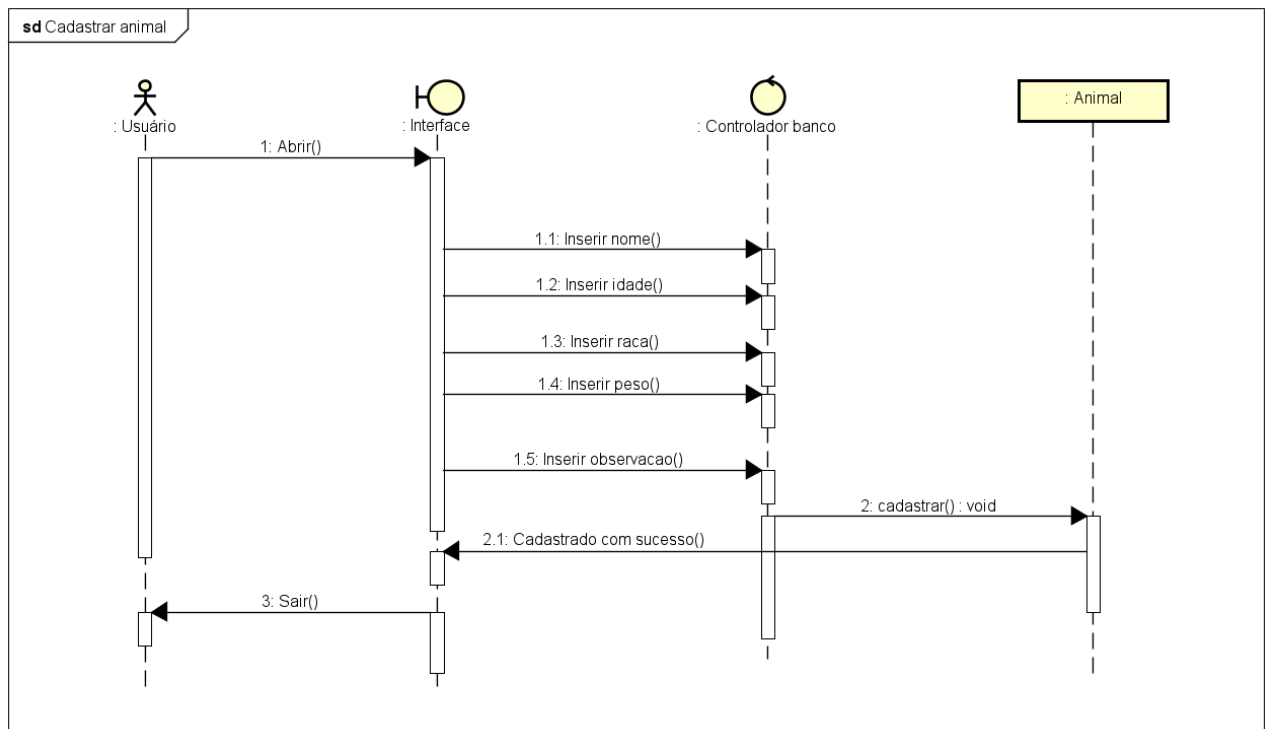 sd Cadastrar animal
: Usuário
: Interface
: Controlador banco
: Animal
1: Abrir()
1.1: Inserir nome()
1.2: Inserir idade()
1.3: Inserir raca()
1.4: Inserir peso()
1.5: Inserir observacao()
2: cadastrar() : void
2.1: Cadastrado com sucesso()
3: Sair()